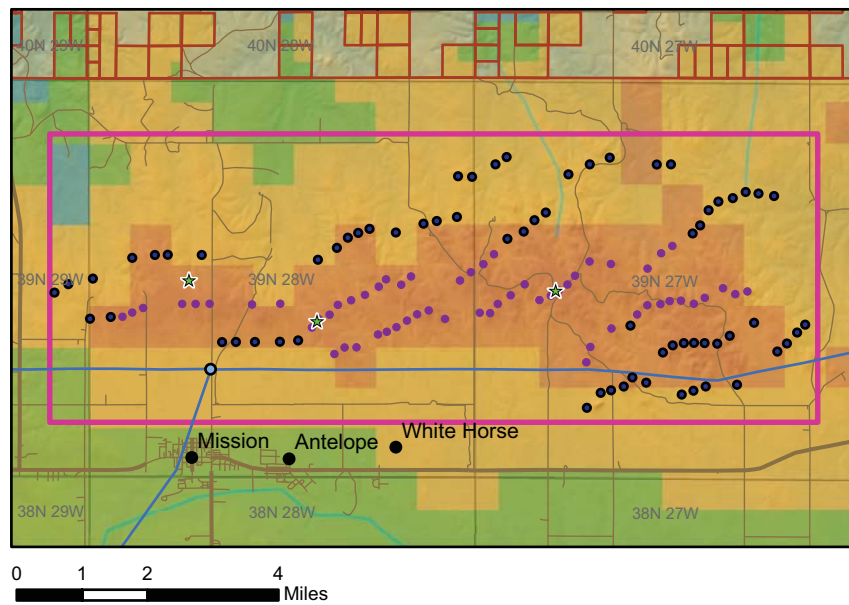 40N 29W
40N 28W
40N 27W
39N 29W
39N 28W
39N 27W
White Horse
Mission
Antelope
38N 29W
38N 28W
38N 27W
0 1 2 4
Miles